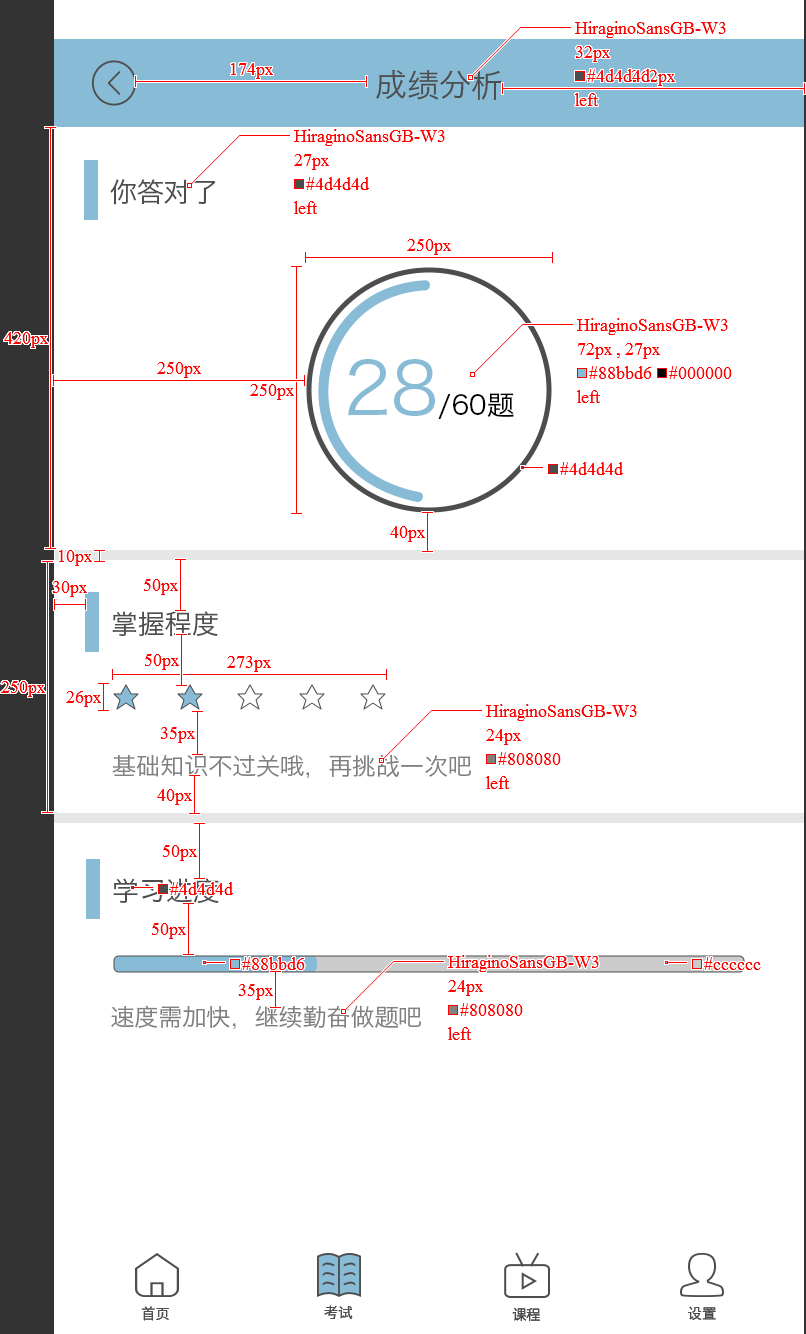 HiraginoSansGB-W3
32px
174px
成绩分析
#4d4d4d
left
HiraginoSansGB-W3
27px
#4d4d4d
left
你答对了
250px
420px
250px
250px
HiraginoSansGB-W3
72px , 27px
#88bbd6 #000000
left
28/60题
#4d4d4d
40px
10px
50px
30px
掌握程度
50px
273px
250px
26px
35px
HiraginoSansGB-W3
24px
#808080
left
基础知识不过关哦，再挑战一次吧
40px
50px
学习进度
#4d4d4d
50px
#88bbd6
HiraginoSansGB-W3
#cccccc
35px
24px
#808080
left
速度需加快，继续勤奋做题吧
首页
考试
课程
设置